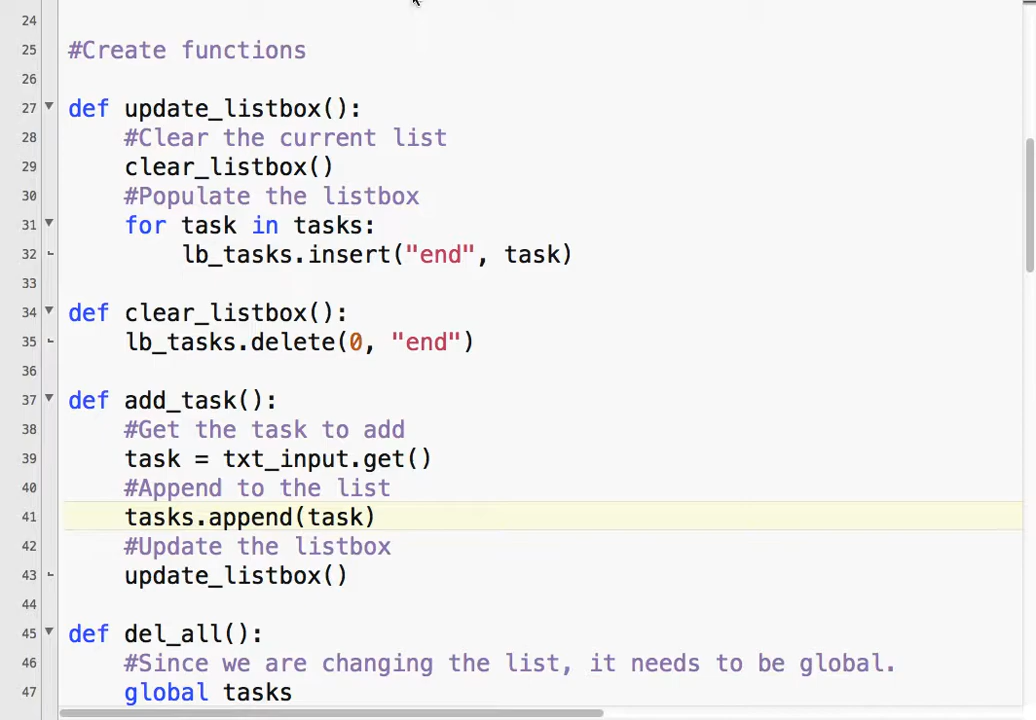 24
25 #Create functions
26
27 def update_listbox():
28     #Clear the current list
29     clear_listbox()
30     #Populate the listbox
31     for task in tasks:
32         lb_tasks.insert("end", task)
33
34 def clear_listbox():
35     lb_tasks.delete(0, "end")
36
37 def add_task():
38     #Get the task to add
39     task = txt_input.get()
40     #Append to the list
41     tasks.append(task)
42     #Update the listbox
43     update_listbox()
44
45 def del_all():
46     #Since we are changing the list, it needs to be global.
47     global tasks